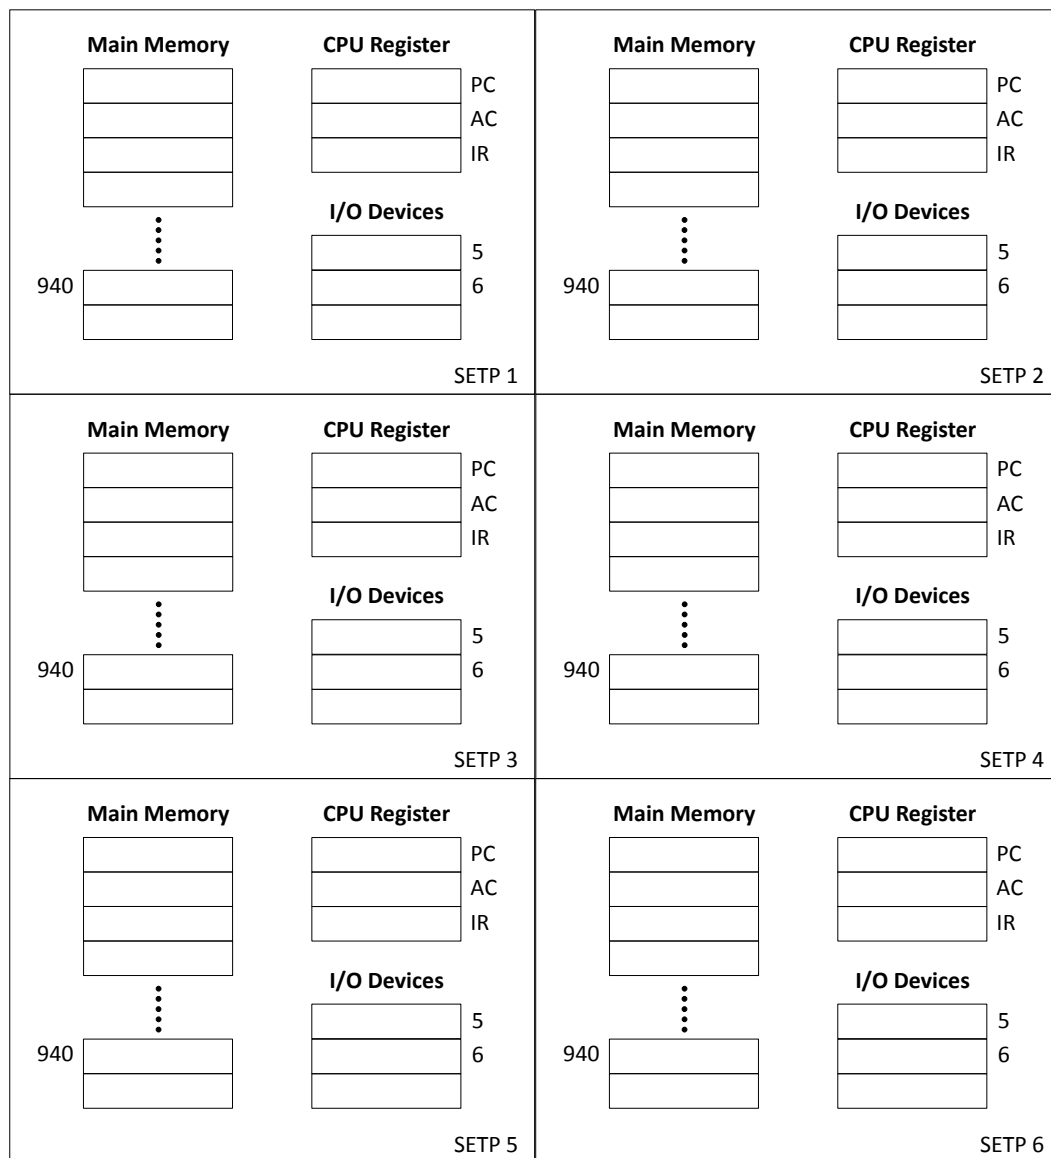 Main Memory CPU Register Main Memory CPU Register
PC PC
AC AC
IR IR
I/O Devices I/O Devices
5 5
940 6 940 6
SETP 1 SETP 2
Main Memory CPU Register Main Memory CPU Register
PC PC
AC AC
IR IR
I/O Devices I/O Devices
5 5
940 6 940 6
SETP 3 SETP 4
Main Memory CPU Register Main Memory CPU Register
PC PC
AC AC
IR IR
I/O Devices I/O Devices
5 5
940 6 940 6
SETP 5 SETP 6